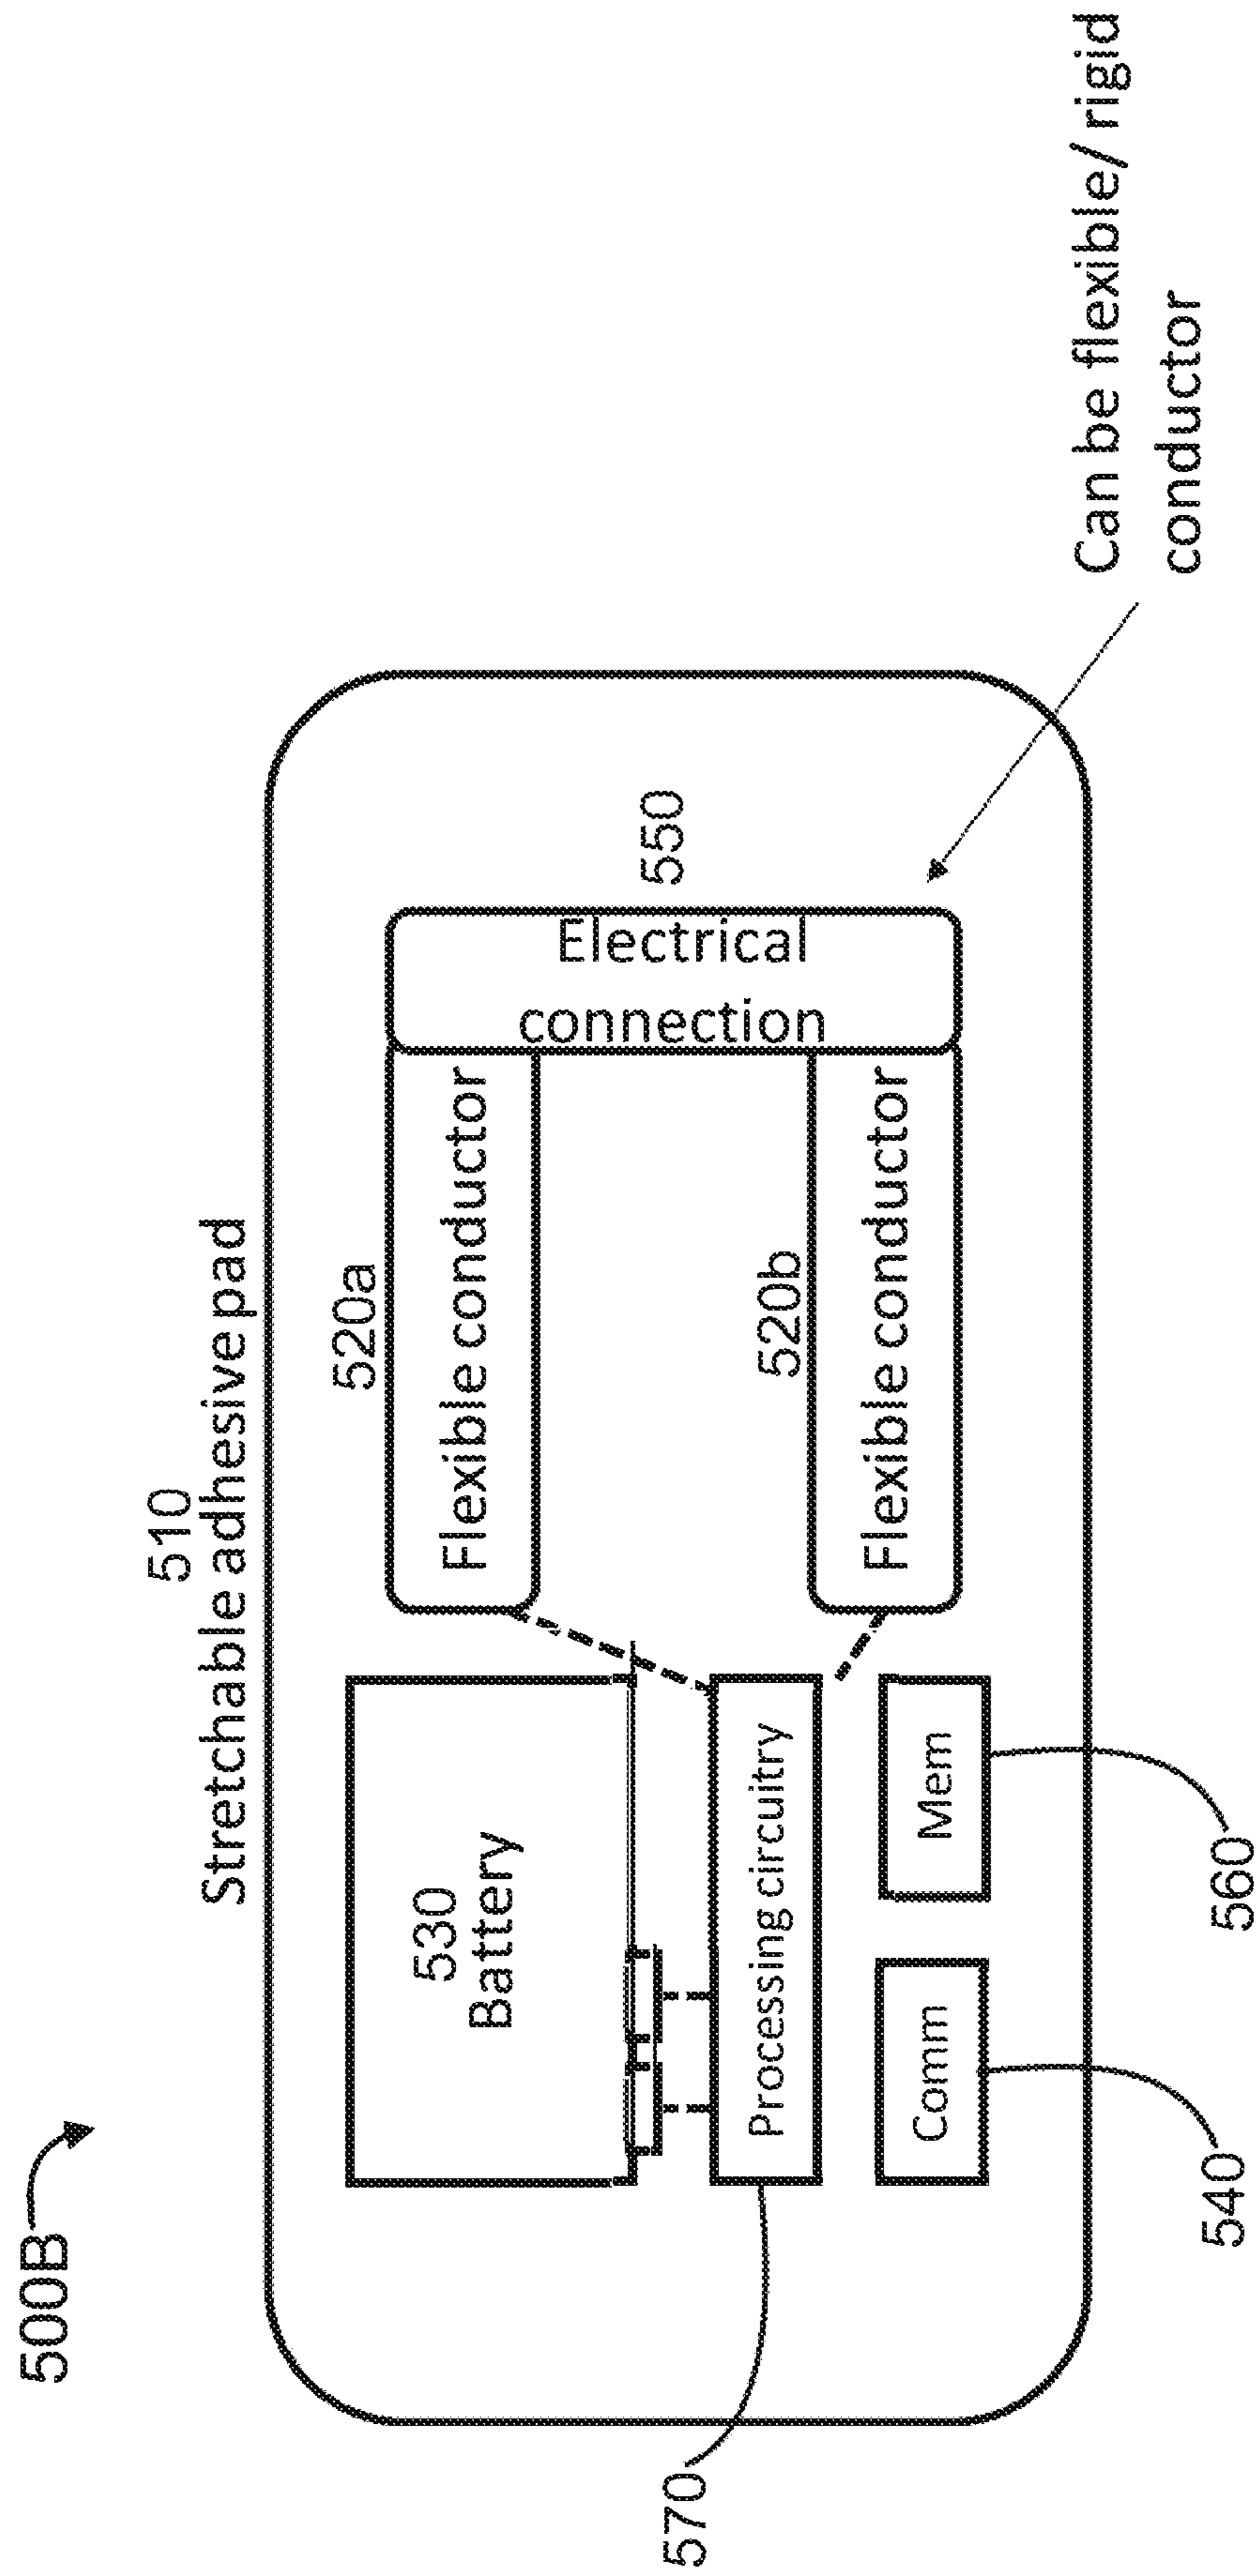 500B
510
Stretchable adhesive pad
530
Battery
520a
Flexible conductor
Electrical
connection
550
520b
Flexible conductor
570
Processing circuitry
Comm
Mem
540
560
Can be flexible/ rigid
conductor